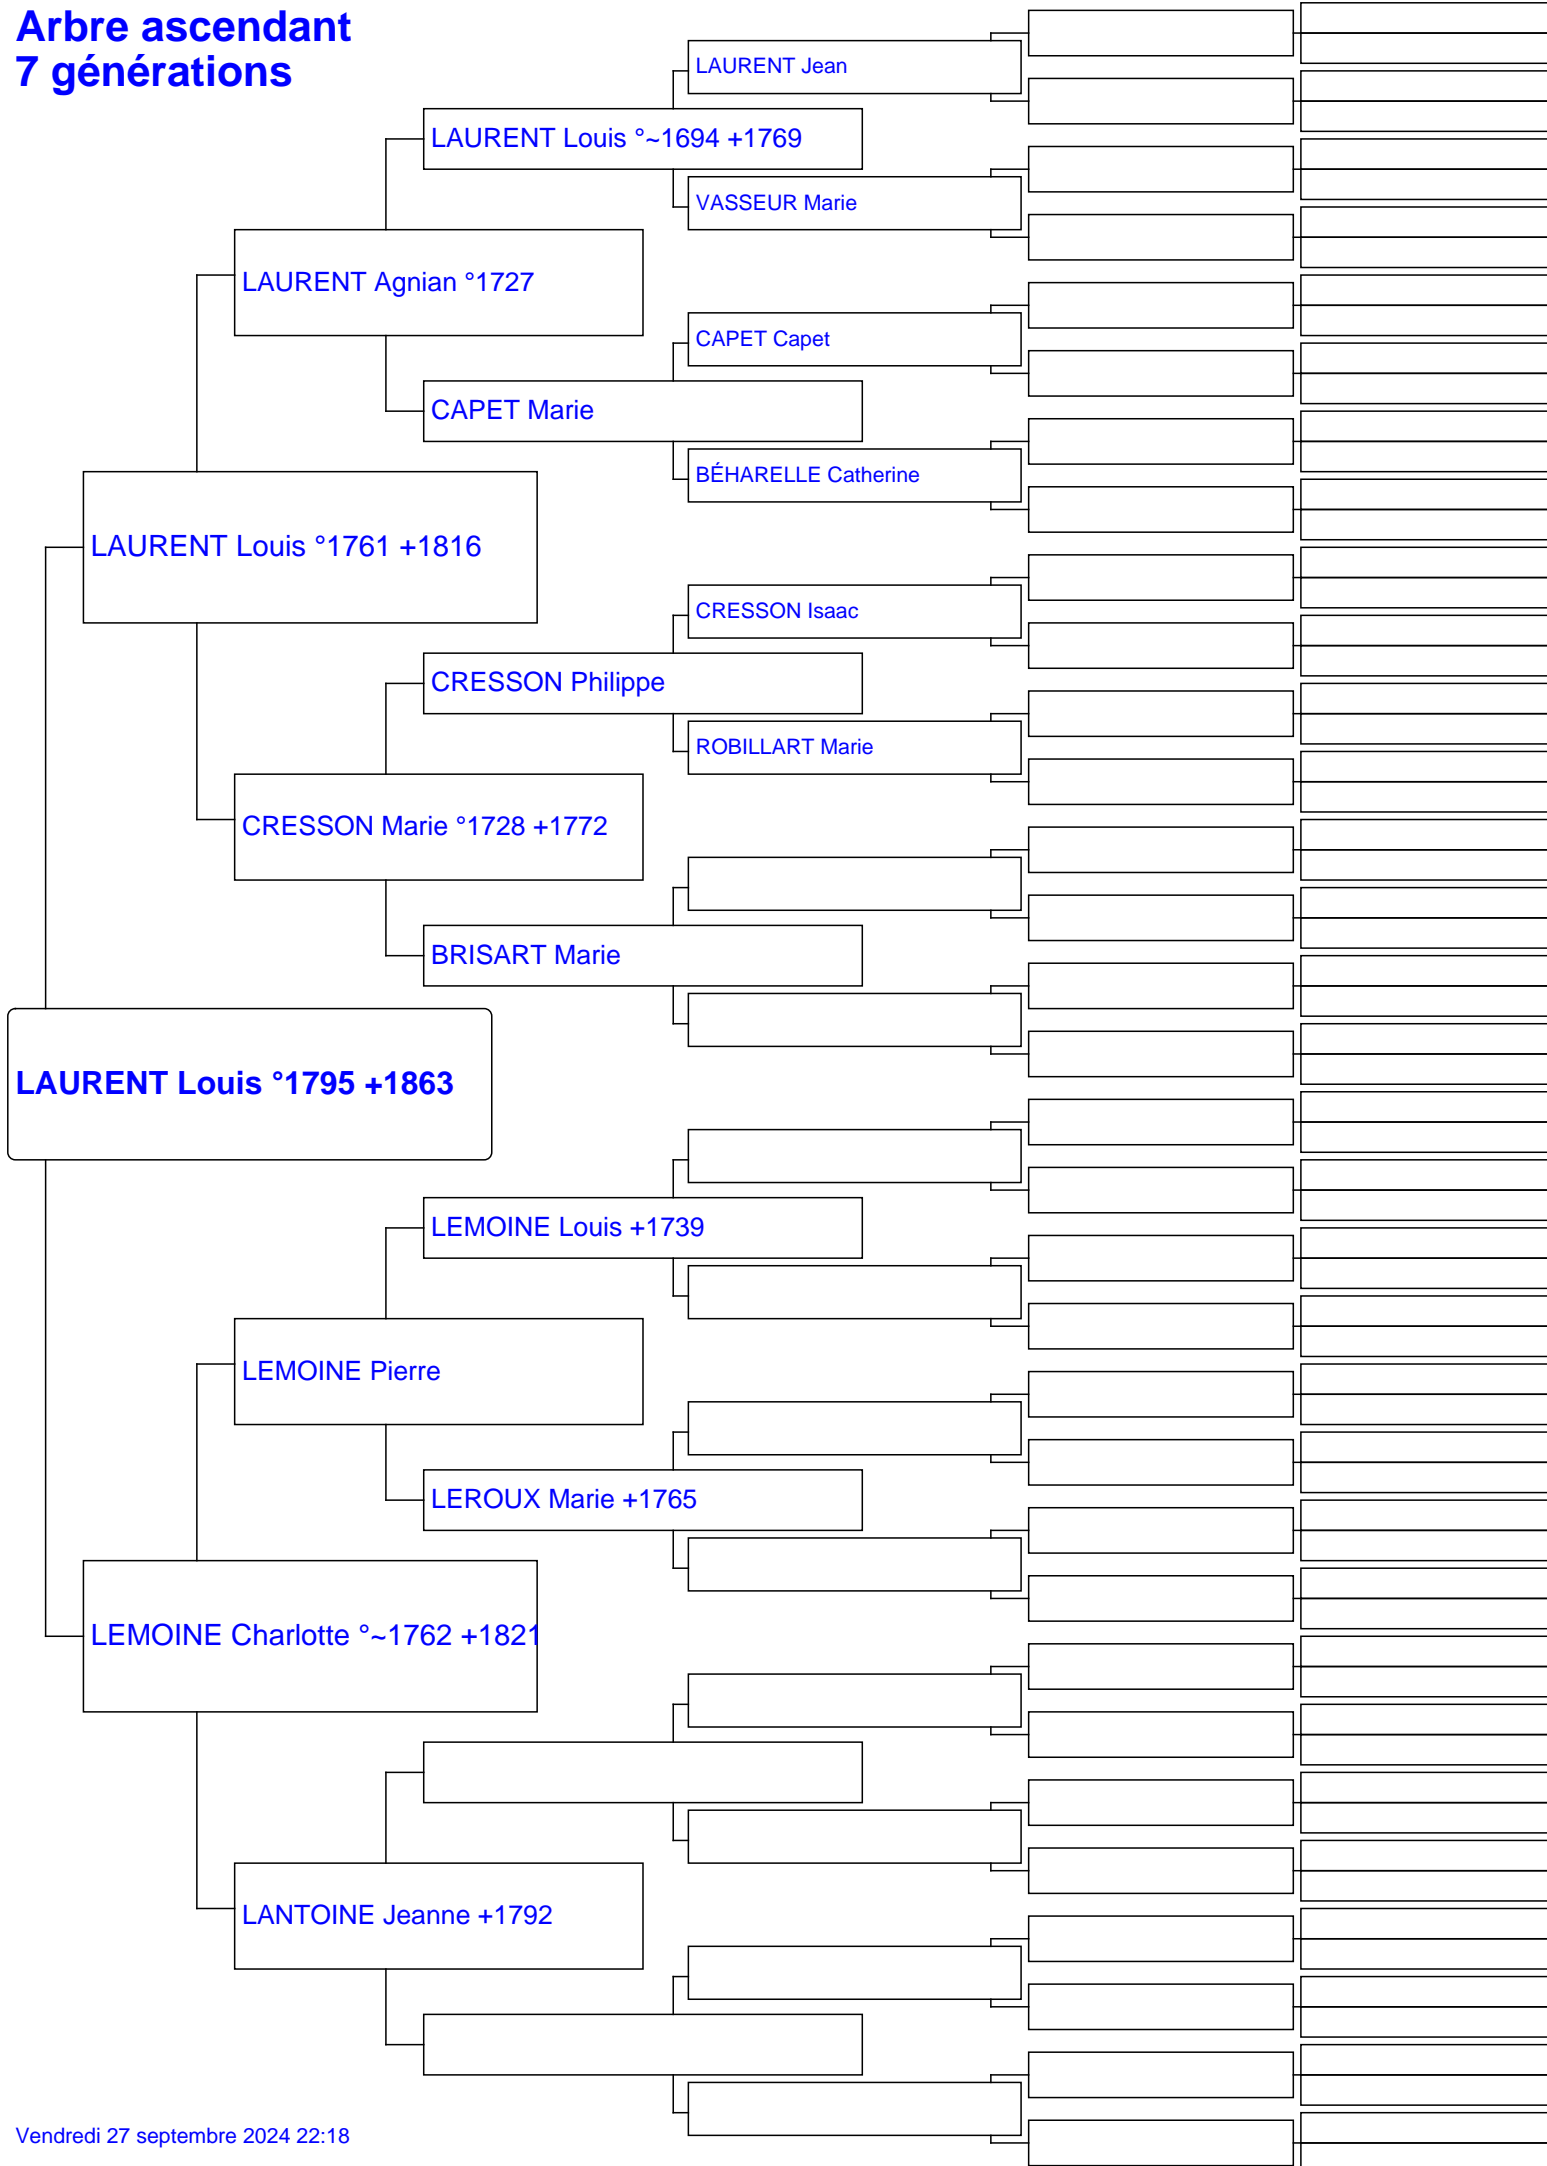 Arbre ascendant
7 générations
LAURENT Jean
LAURENT Louis °~1694 +1769
VASSEUR Marie
LAURENT Agnian °1727
CAPET Capet
CAPET Marie
BÉHARELLE Catherine
LAURENT Louis °1761 +1816
CRESSON Isaac
CRESSON Philippe
ROBILLART Marie
CRESSON Marie °1728 +1772
BRISART Marie
LAURENT Louis °1795 +1863
LEMOINE Louis +1739
LEMOINE Pierre
LEROUX Marie +1765
LEMOINE Charlotte °~1762 +1821
LANTOINE Jeanne +1792
Vendredi 27 septembre 2024 22:18